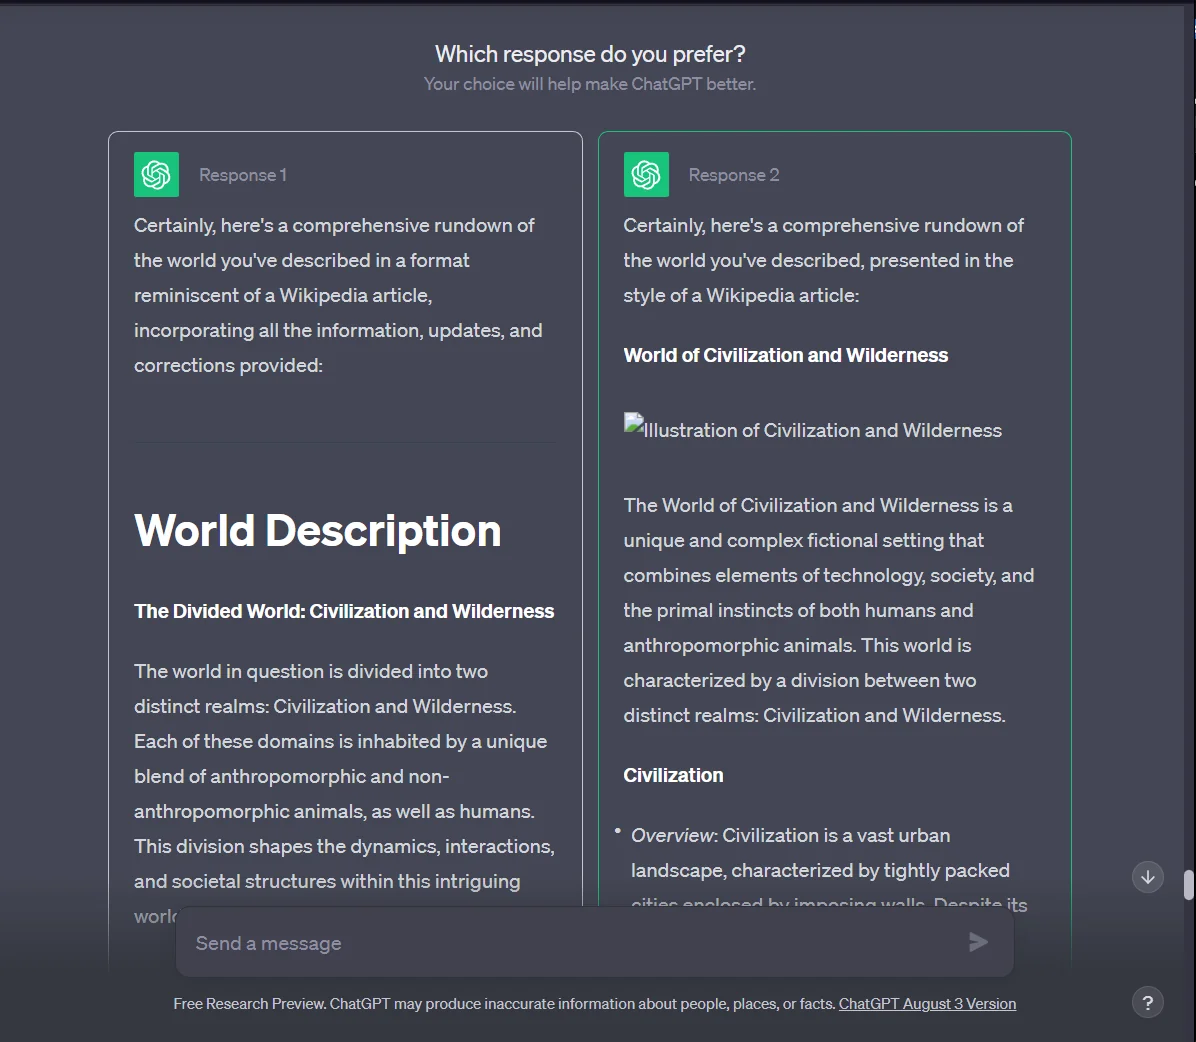 Which response do you prefer?
Your choice will help make ChatGPT better.
Response 1
Certainly, here's a comprehensive rundown of
the world you've described in a format
reminiscent of a Wikipedia article,
incorporating all the information, updates, and
corrections provided:
World Description
The Divided World: Civilization and Wilderness
The world in question is divided into two
distinct realms: Civilization and Wilderness.
Each of these domains is inhabited by a unique
blend of anthropomorphic and non-
anthropomorphic animals, as well as humans.
This division shapes the dynamics, interactions,
and societal structures within this intriguing
Response 2
Certainly, here's a comprehensive rundown of
the world you've described, presented in the
style of a Wikipedia article:
World of Civilization and Wilderness
Illustration of Civilization and Wilderness
The World of Civilization and Wilderness is a
unique and complex fictional setting that
combines elements of technology, society, and
the primal instincts of both humans and
anthropomorphic animals. This world is
characterized by a division between two
distinct realms: Civilization and Wilderness.
Civilization
• Overview: Civilization is a vast urban
landscape, characterized by tightly packed
cities enclosed by imposing walls. Despite its
Send a message
Free Research Preview. ChatGPT may produce inaccurate information about people, places, or facts. ChatGPT August 3 Version
?